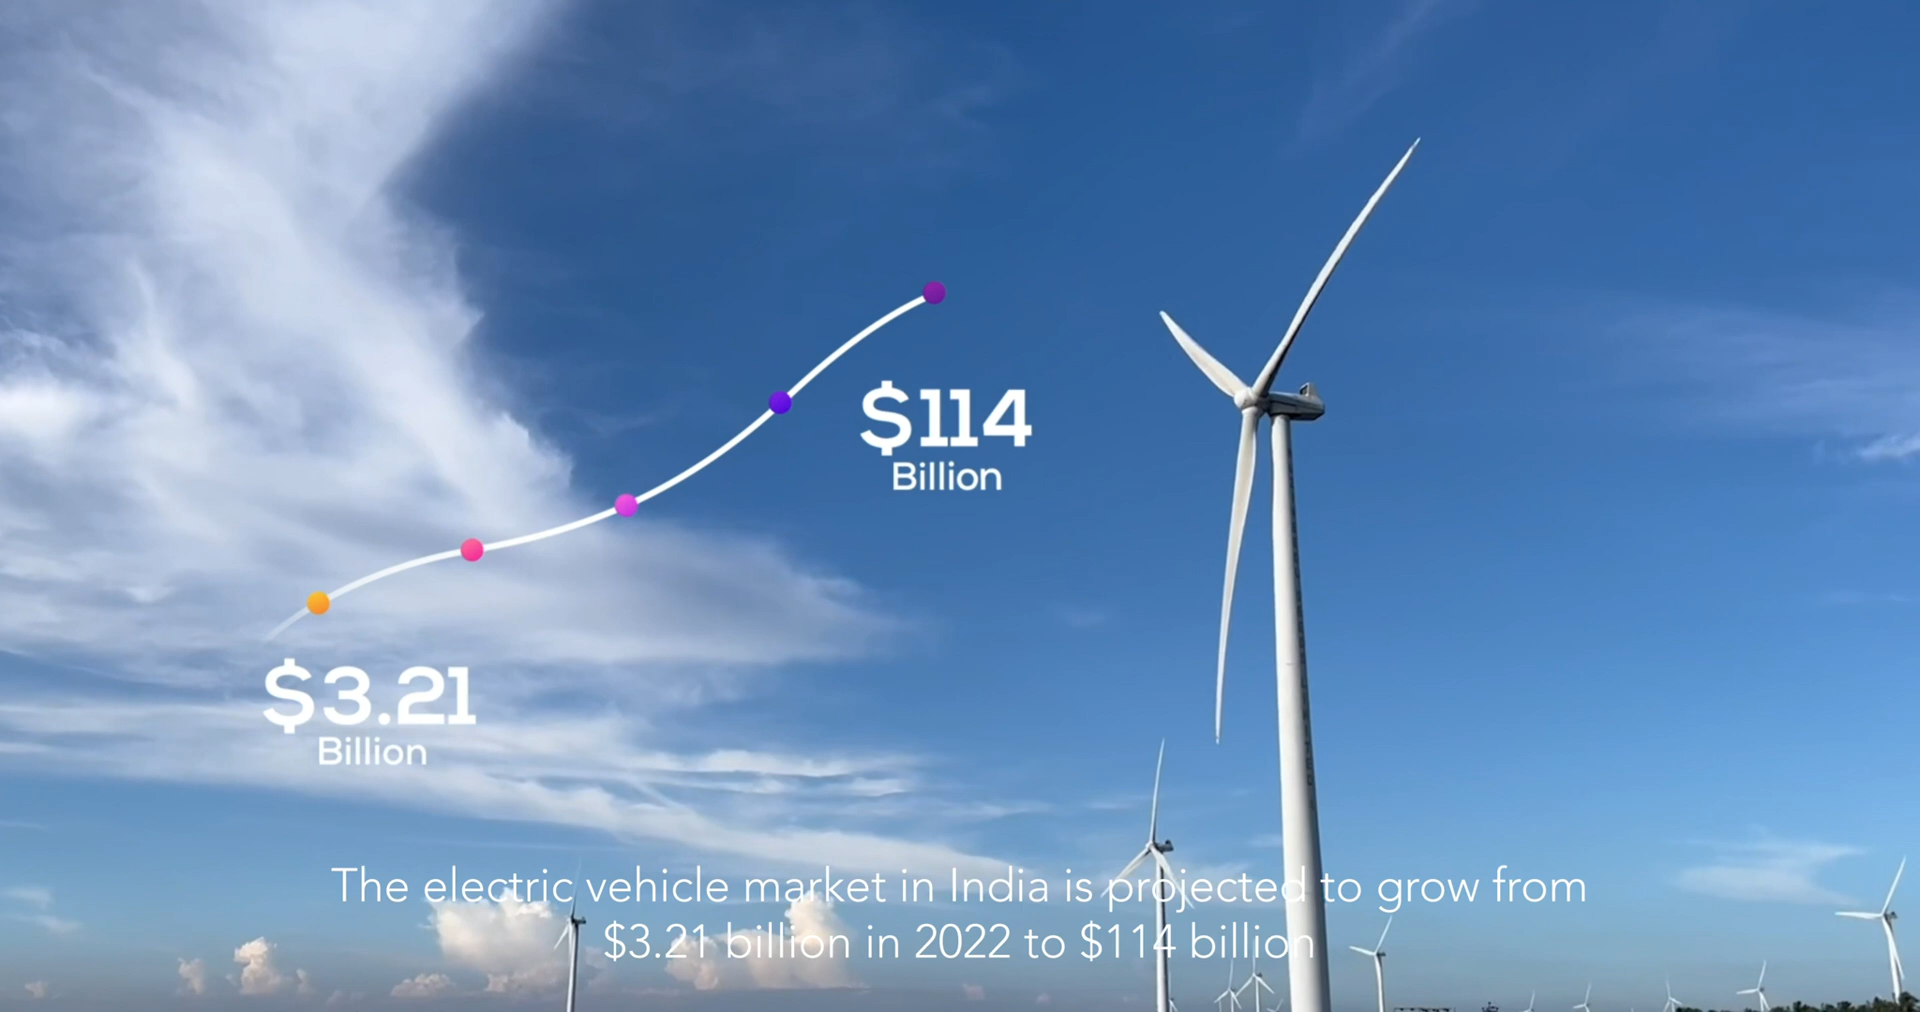 $114
Billion
$3.21
Billion
The electric vehicle market in India is projected to grow from
$3.21 billion in 2022 to $114 billion